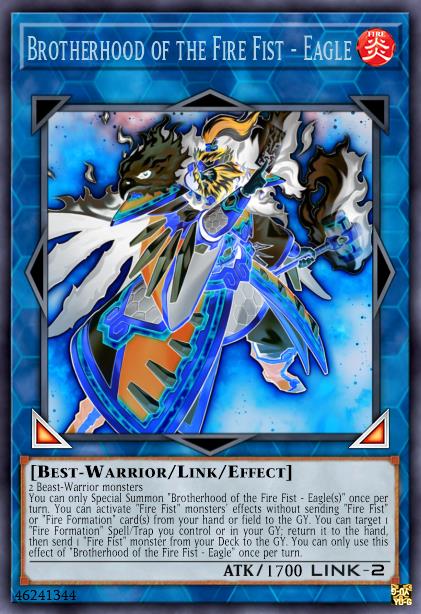 BROTHERHOOD OF THE FIRE FIST - EAGLE
FIRE
炎
[BEST-WARRIOR/LINK/EFFECT]
2 Beast-Warrior monsters
You can only Special Summon "Brotherhood of the Fire Fist - Eagle(s)" once per
turn. You can activate "Fire Fist" monsters' effects without sending "Fire Fist"
or "Fire Formation" card(s) from your hand or field to the GY. You can target 1
"Fire Formation" Spell/Trap you control or in your GY; return it to the hand,
then send 1 "Fire Fist" monster from your Deck to the GY. You can only use this
effect of "Brotherhood of the Fire Fist - Eagle" once per turn.
ATK/1700 LINK-2
46241344